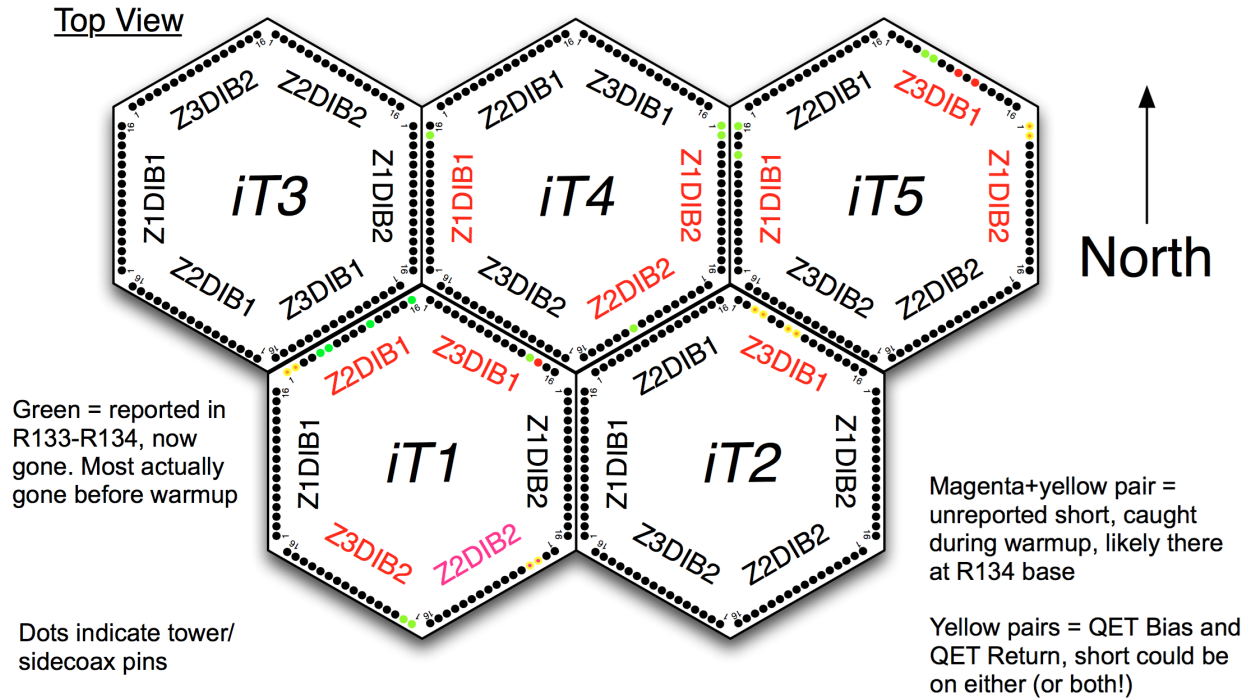 Top View
Z3DIB2
Z2DIB2
Z1DIB1
iT3
Z1DIB2
Z2DIB1
Z3DIB1
Z2DIB1
Z3DIB1
Z1DIB1
iT4
Z1DIB2
Z3DIB2
Z2DIB2
Z2DIB1
Z3DIB1
Z1DIB1
iT5
Z1DIB2
Z3DIB2
Z2DIB2
North
Z2DIB1
Z3DIB1
Z1DIB1
iT1
Z1DIB2
Z3DIB2
Z2DIB2
Z2DIB1
Z3DIB1
Z1DIB1
iT2
Z1DIB2
Z3DIB2
Z2DIB2
Green = reported in
R133-R134, now
gone. Most actually
gone before warmup
Dots indicate tower/
sidecoax pins
Magenta+yellow pair =
unreported short, caught
during warmup, likely there
at R134 base
Yellow pairs = QET Bias and
QET Return, short could be
on either (or both!)